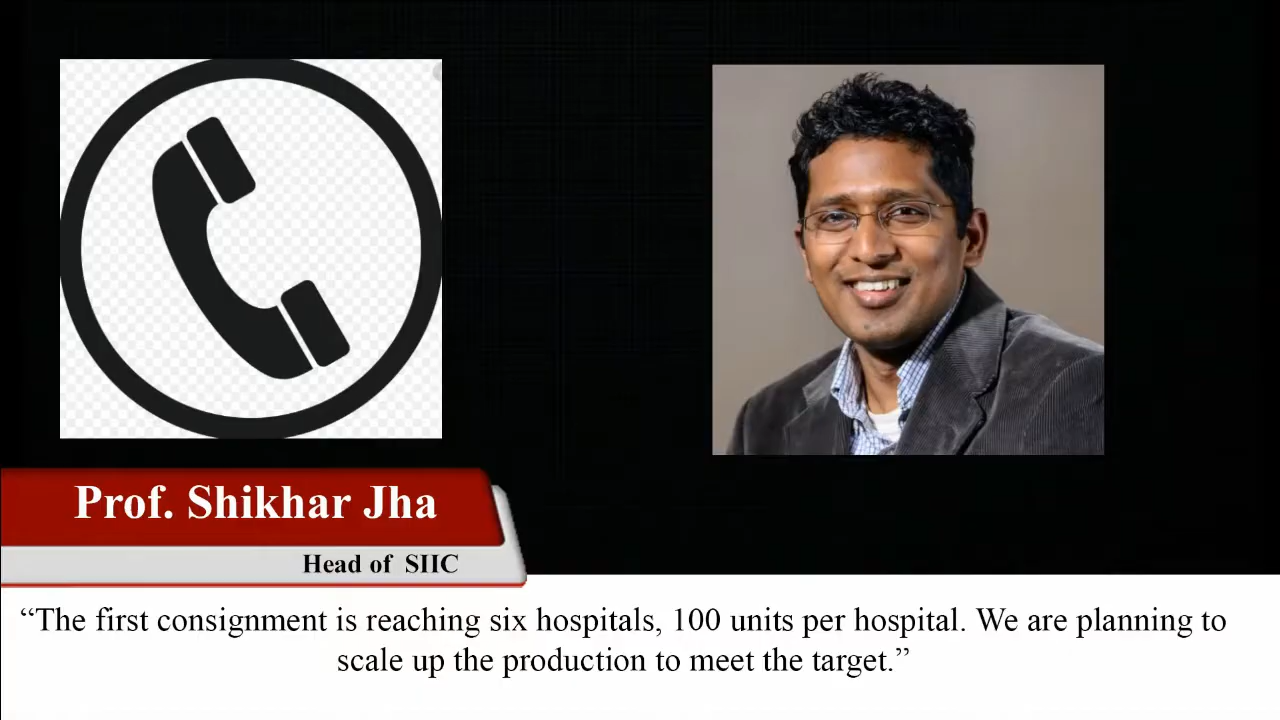 Prof. Shikhar Jha
Head of SIIC
“The first consignment is reaching six hospitals, 100 units per hospital. We are planning to
scale up the production to meet the target.”